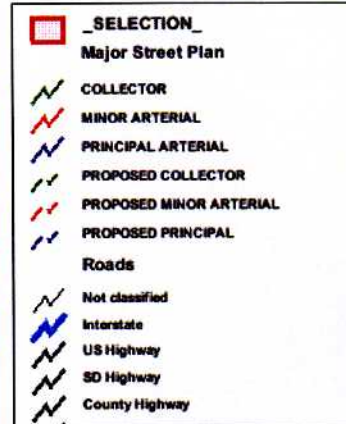 _SELECTION_
Major Street Plan
COLLECTOR
MINOR ARTERIAL
PRINCIPAL ARTERIAL
PROPOSED COLLECTOR
PROPOSED MINOR ARTERIAL
PROPOSED PRINCIPAL
Roads
Not classified
Interstate
US Highway
SD Highway
County Highway